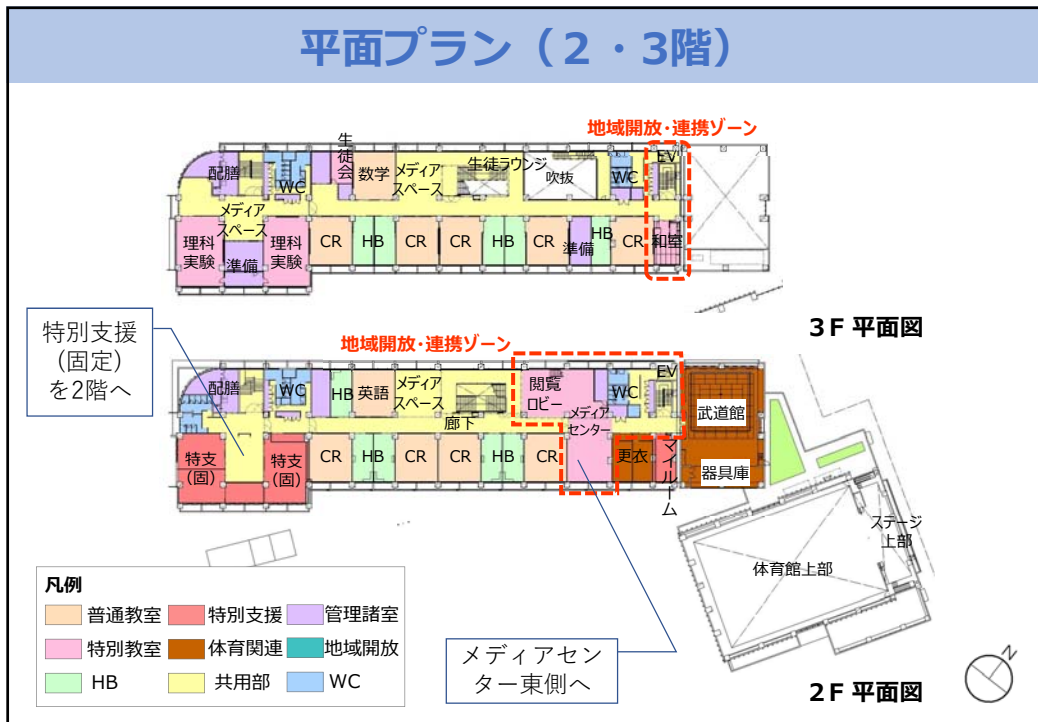 平面プラン（２・３階）
地域開放・連携ゾーン
生徒会
生徒ラウンジ
EV
配膳
WC
数学
メディア
スペース
吹抜
WC
メディア
スペース
理科
実験
準備
理科
実験
CR
HB
CR
CR
HB
CR
準備
HB
CR
和室
3F 平面図
特別支援
(固定)
を2階へ
地域開放・連携ゾーン
EV
配膳
WC
HB
英語
メディア
スペース
閲覧
ロビー
WC
武道館
廊下
メディア
センター
特支
(固)
特支
(固)
CR
HB
CR
CR
HB
CR
更衣
マイルーム
器具庫
ステージ
上部
体育館上部
凡例
普通教室
特別支援
管理諸室
特別教室
体育関連
地域開放
HB
共用部
WC
メディアセン
ター東側へ
N
2F 平面図